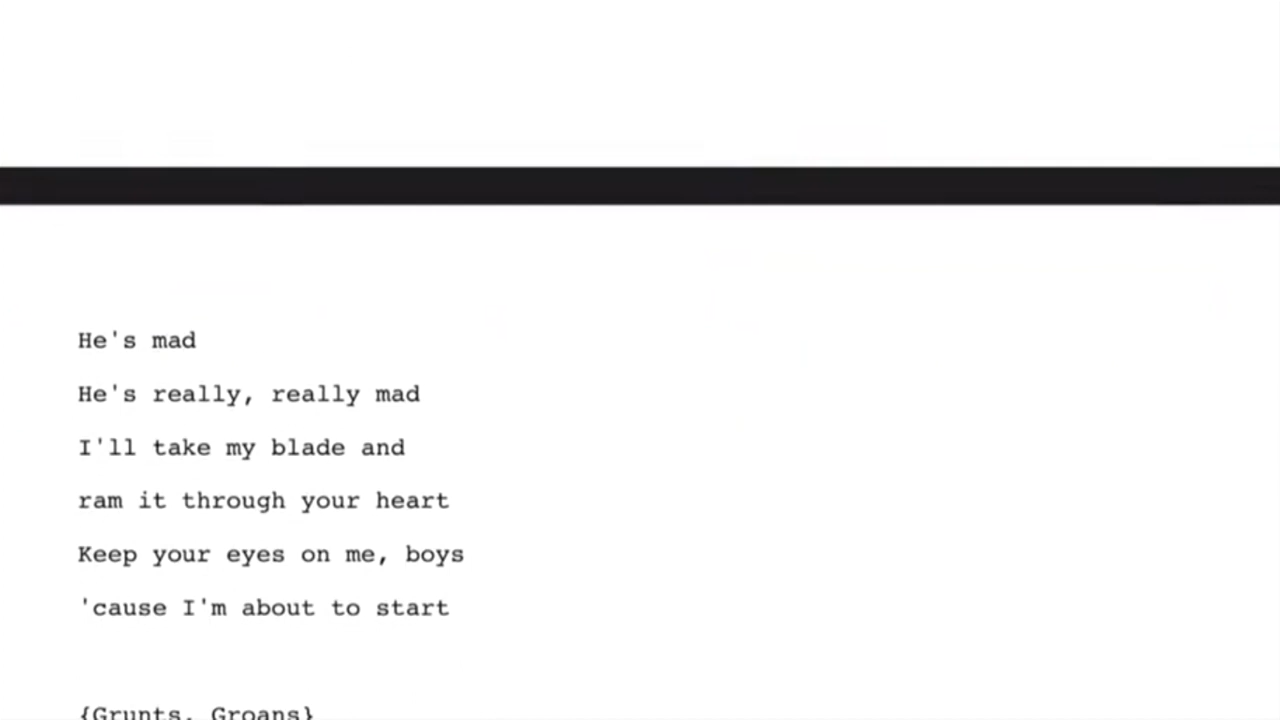 He's mad
He's really, really mad
I'll take my blade and
ram it through your heart
Keep your eyes on me, boys
'cause I'm about to start
{Grunts, Groans}